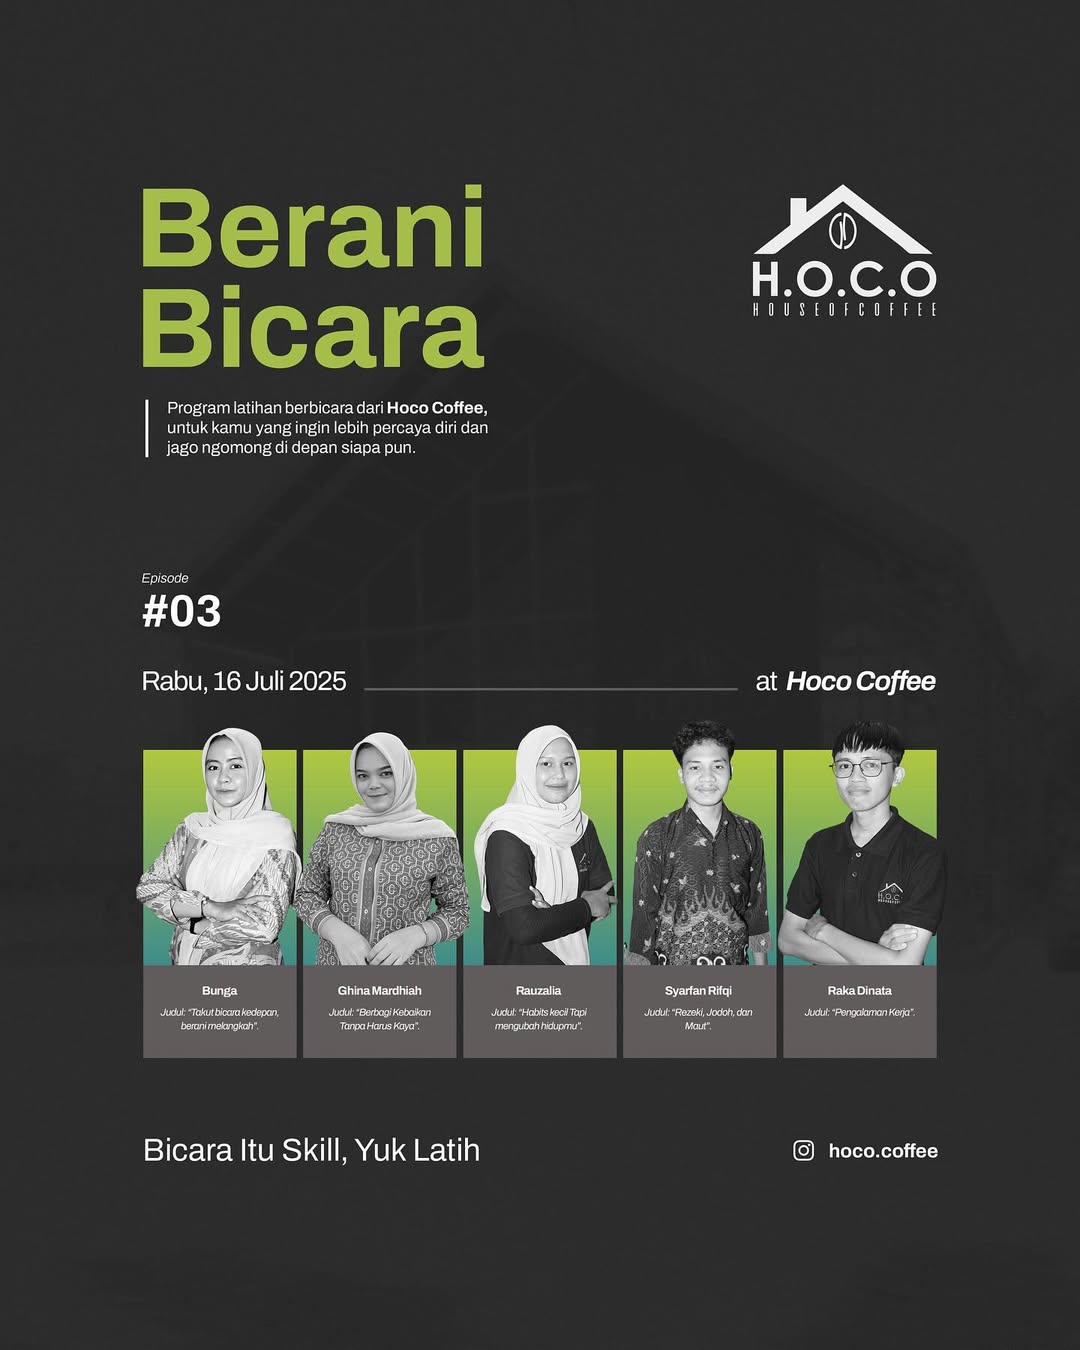 Berani
Bicara
H.O.C.O
HOUSEOFCOFFEE
Program latihan berbicara dari Hoco Coffee,
untuk kamu yang ingin lebih percaya diri dan
jago ngomong di depan siapa pun.
Episode
#03
Rabu, 16 Juli 2025
at Hoco Coffee
H.O.C.O
Bunga
Judul: “Takut bicara kedepan,
berani melangkah”.
Ghina Mardhiah
Judul: “Berbagi Kebaikan
Tanpa Harus Kaya”.
Rauzalia
Judul: “Habits kecil Tapi
mengubah hidupmu”.
Syarfan Rifqi
Judul: “Rezeki, Jodoh, dan
Maut”.
Raka Dinata
Judul: “Pengalaman Kerja”.
Bicara Itu Skill, Yuk Latih
hoco.coffee